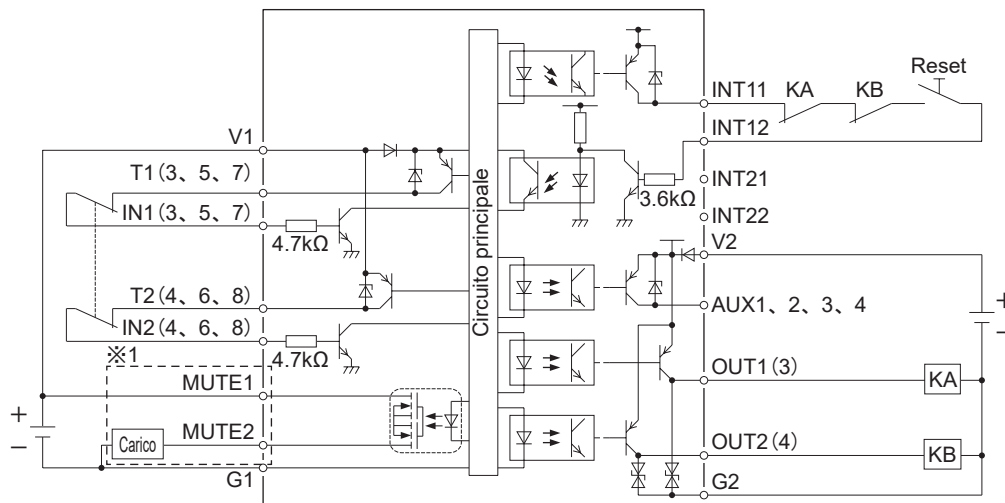 Reset
INT11
KA
KB
INT12
V1
T1(3、5、7)
IN1(3、5、7)
4.7kΩ
INT21
3.6kΩ
INT22
V2
Circuito principale
T2(4、6、8)
IN2(4、6、8)
4.7kΩ
※1
AUX1、2、3、4
+
−
MUTE1
OUT1(3)
KA
+
−
Carico
MUTE2
OUT2(4)
KB
G1
G2